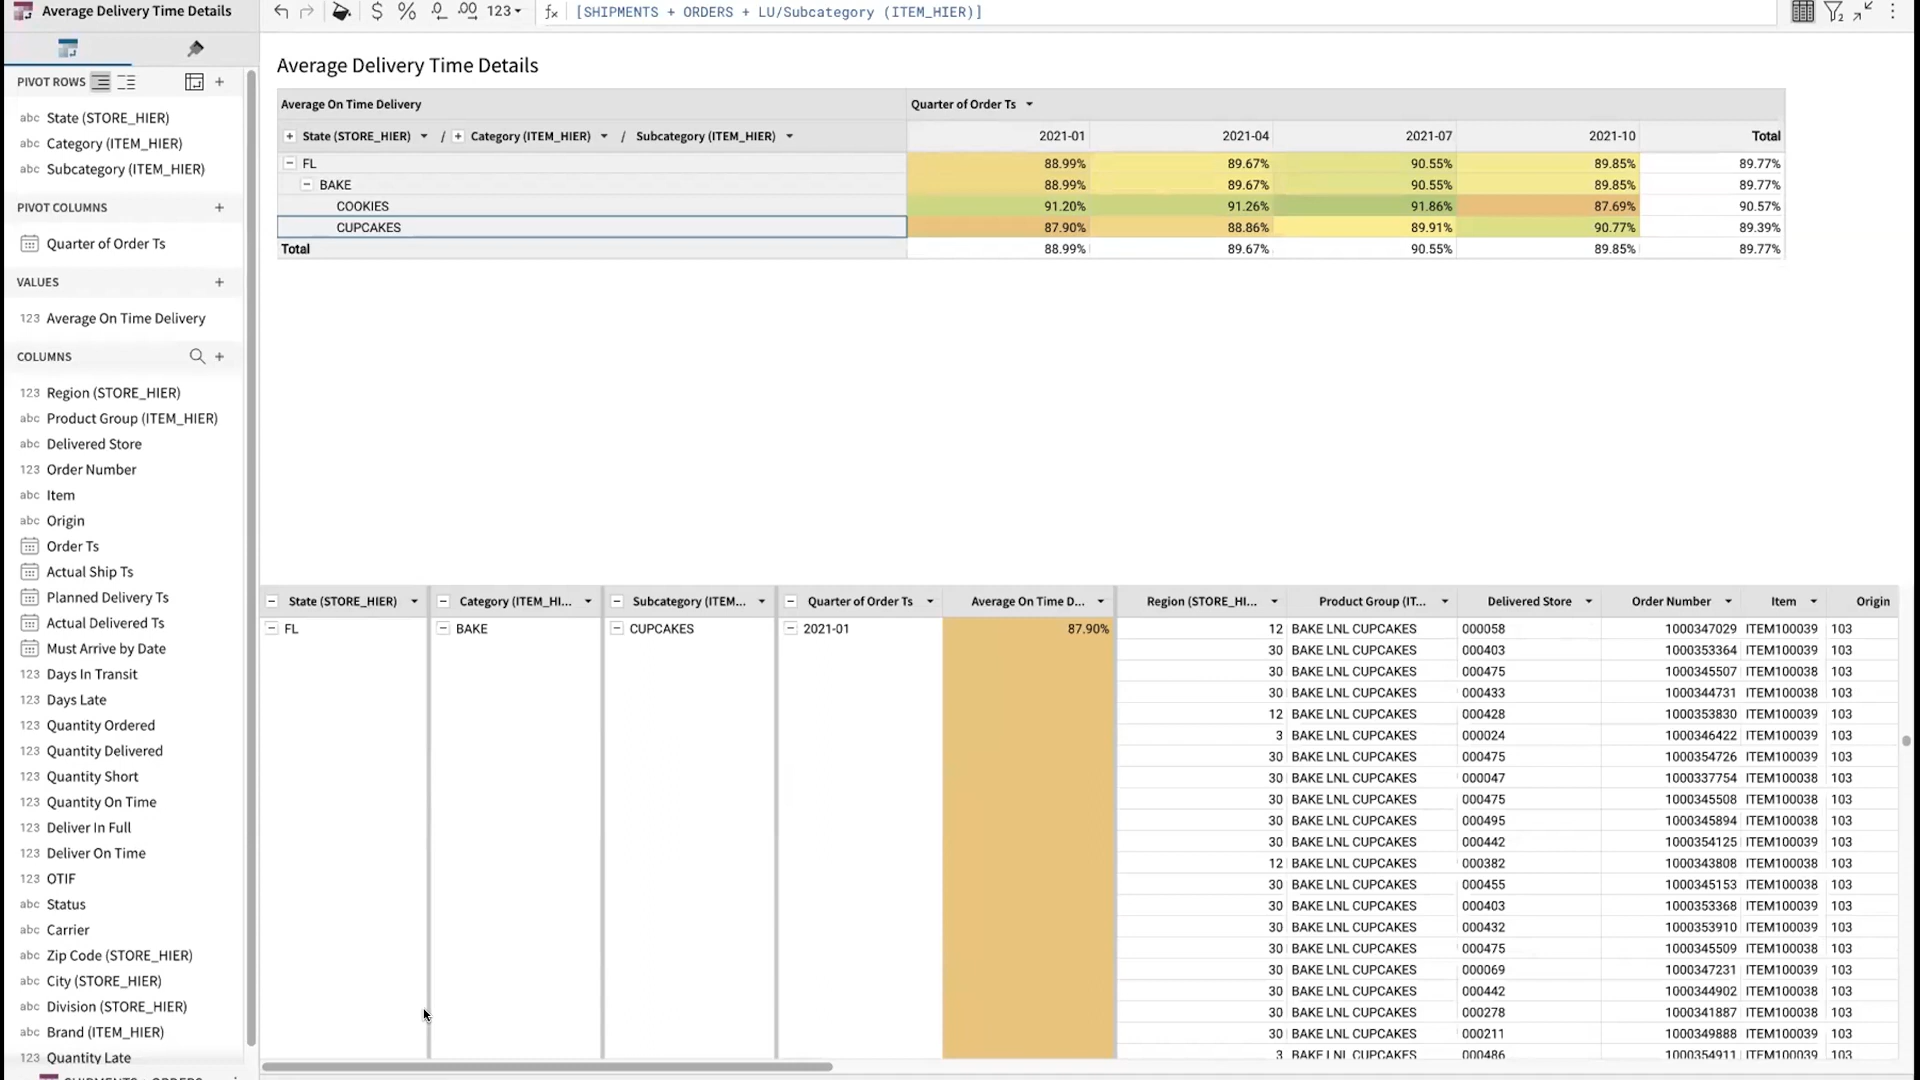 Average Delivery Time Details
$ % .0 .00 123
fx [SHIPMENTS + ORDERS + LU/Subcategory (ITEM_HIER)]
PIVOT ROWS
abc State (STORE_HIER)
abc Category (ITEM_HIER)
abc Subcategory (ITEM_HIER)
PIVOT COLUMNS
Quarter of Order Ts
VALUES
123 Average On Time Delivery
COLUMNS
123 Region (STORE_HIER)
abc Product Group (ITEM_HIER)
abc Delivered Store
123 Order Number
abc Item
abc Origin
Order Ts
Actual Ship Ts
Planned Delivery Ts
Actual Delivered Ts
Must Arrive by Date
123 Days In Transit
123 Days Late
123 Quantity Ordered
123 Quantity Delivered
123 Quantity Short
123 Quantity On Time
123 Deliver In Full
123 Deliver On Time
123 OTIF
abc Status
abc Carrier
abc Zip Code (STORE_HIER)
abc City (STORE_HIER)
abc Division (STORE_HIER)
abc Brand (ITEM_HIER)
123 Quantity Late
SHIPMENTS + ORDERS
Average Delivery Time Details
Average On Time Delivery Quarter of Order Ts
State (STORE_HIER) / Category (ITEM_HIER) / Subcategory (ITEM_HIER) 2021-01 2021-04 2021-07 2021-10 Total
FL 88.99% 89.67% 90.55% 89.85% 89.77%
BAKE 88.99% 89.67% 90.55% 89.85% 89.77%
COOKIES 91.20% 91.26% 91.86% 87.69% 90.57%
CUPCAKES 87.90% 88.86% 89.91% 90.77% 89.39%
Total 88.99% 89.67% 90.55% 89.85% 89.77%
State (STORE_HIER) Category (ITEM_HI... Subcategory (ITEM... Quarter of Order Ts Average On Time D... Region (STORE_HI... Product Group (IT... Delivered Store Order Number Item Origin
FL BAKE CUPCAKES 2021-01 87.90% 12 BAKE LNL CUPCAKES 000058 1000347029 ITEM100039 103
30 BAKE LNL CUPCAKES 000403 1000353364 ITEM100039 103
30 BAKE LNL CUPCAKES 000475 1000345507 ITEM100038 103
30 BAKE LNL CUPCAKES 000433 1000344731 ITEM100038 103
12 BAKE LNL CUPCAKES 000428 1000353830 ITEM100039 103
3 BAKE LNL CUPCAKES 000024 1000346422 ITEM100039 103
30 BAKE LNL CUPCAKES 000475 1000354726 ITEM100039 103
30 BAKE LNL CUPCAKES 000047 1000337754 ITEM100038 103
30 BAKE LNL CUPCAKES 000475 1000345508 ITEM100038 103
30 BAKE LNL CUPCAKES 000495 1000345894 ITEM100038 103
30 BAKE LNL CUPCAKES 000442 1000354125 ITEM100039 103
12 BAKE LNL CUPCAKES 000382 1000343808 ITEM100038 103
30 BAKE LNL CUPCAKES 000455 1000345153 ITEM100038 103
30 BAKE LNL CUPCAKES 000403 1000353368 ITEM100039 103
30 BAKE LNL CUPCAKES 000432 1000353910 ITEM100039 103
30 BAKE LNL CUPCAKES 000475 1000345509 ITEM100038 103
30 BAKE LNL CUPCAKES 000069 1000347231 ITEM100039 103
30 BAKE LNL CUPCAKES 000442 1000344902 ITEM100038 103
30 BAKE LNL CUPCAKES 000278 1000341887 ITEM100038 103
30 BAKE LNL CUPCAKES 000211 1000349888 ITEM100039 103
3 BAKE LNL CUPCAKES 000486 1000354911 ITEM100039 103